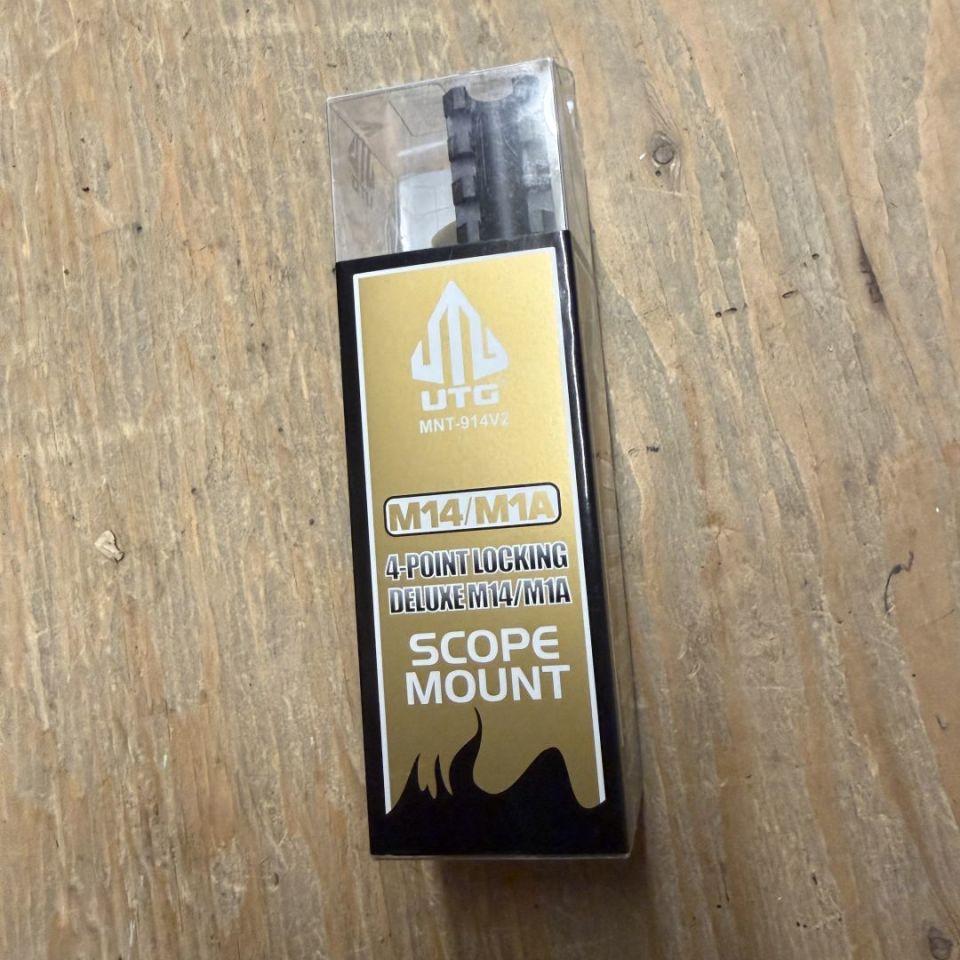 UTG
MNT-914V2
M14/M1A
4-POINT LOCKING
DELUXE M14/M1A
SCOPE
MOUNT